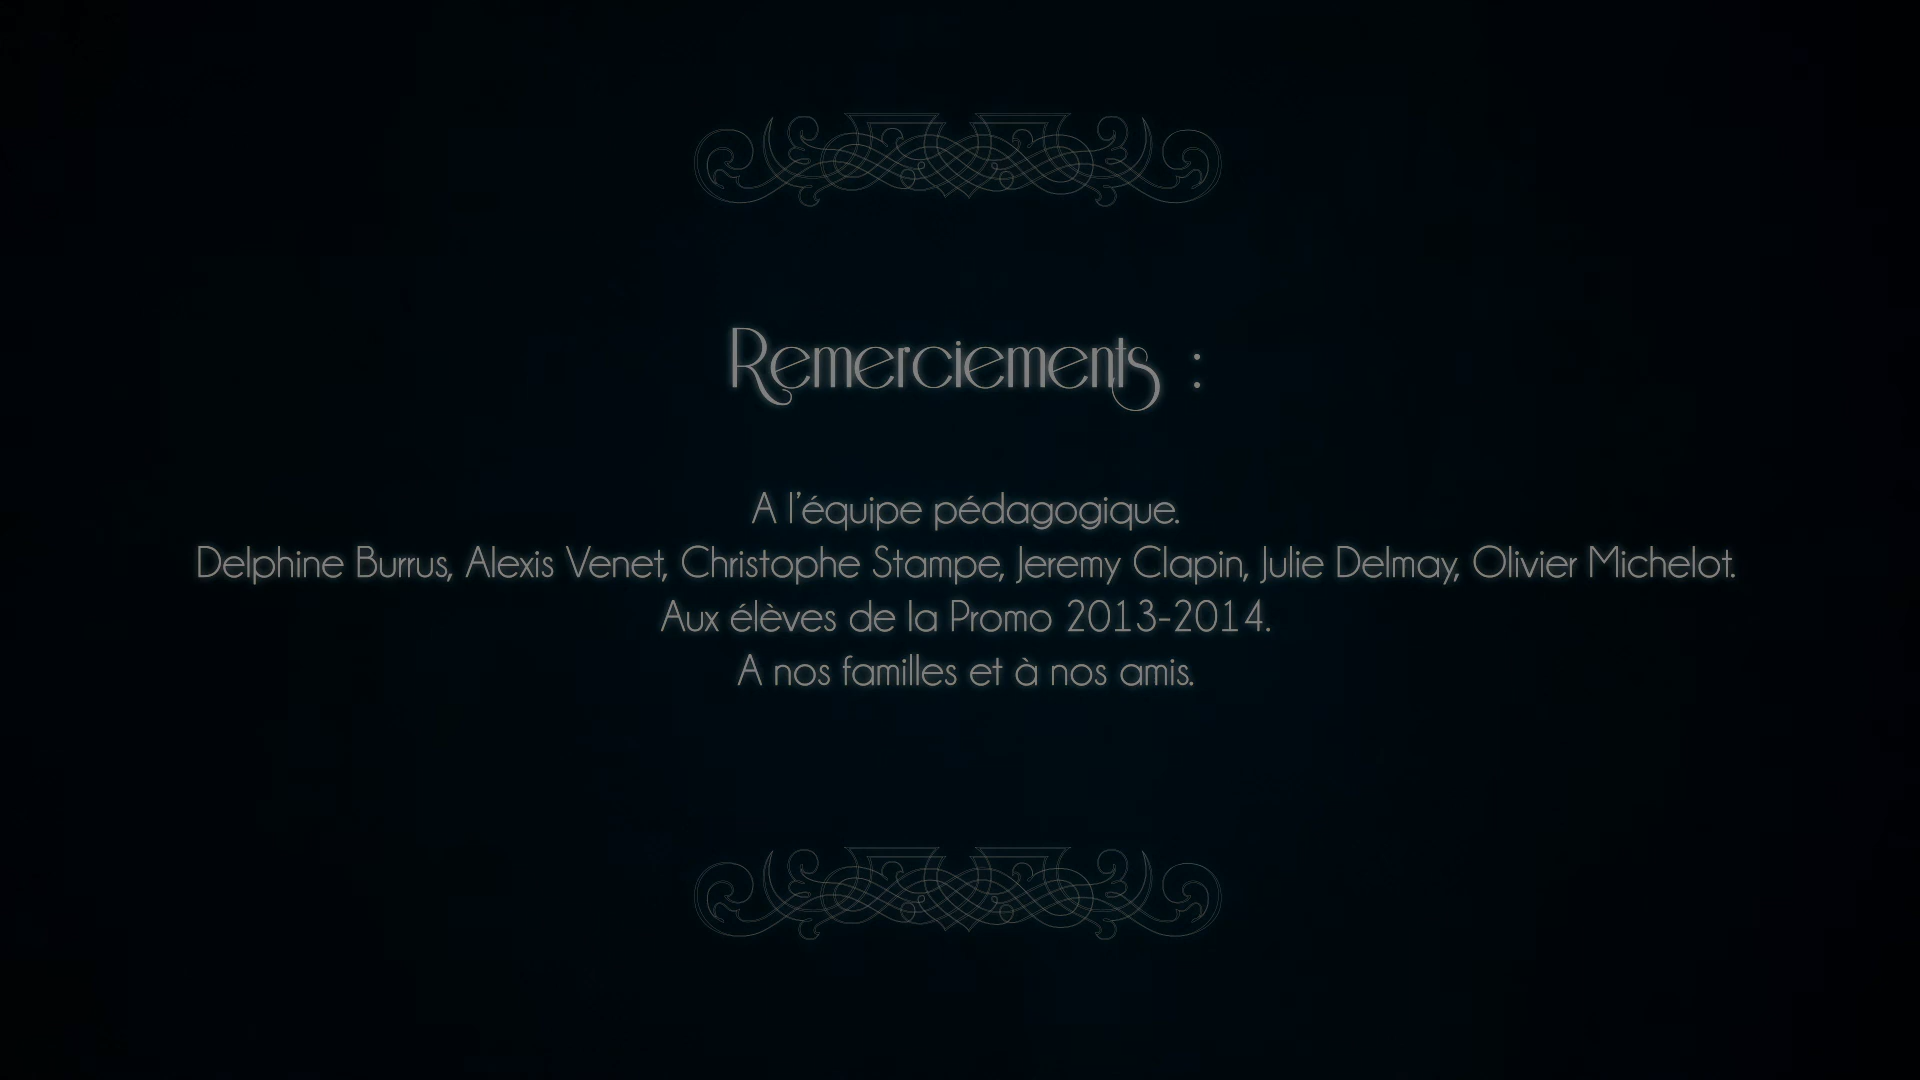 Remerciements :
A l'équipe pédagogique.
Delphine Burrus, Alexis Venet, Christophe Stampe, Jeremy Clapin, Julie Delmay, Olivier Michelot.
Aux élèves de la Promo 2013-2014.
A nos familles et à nos amis.